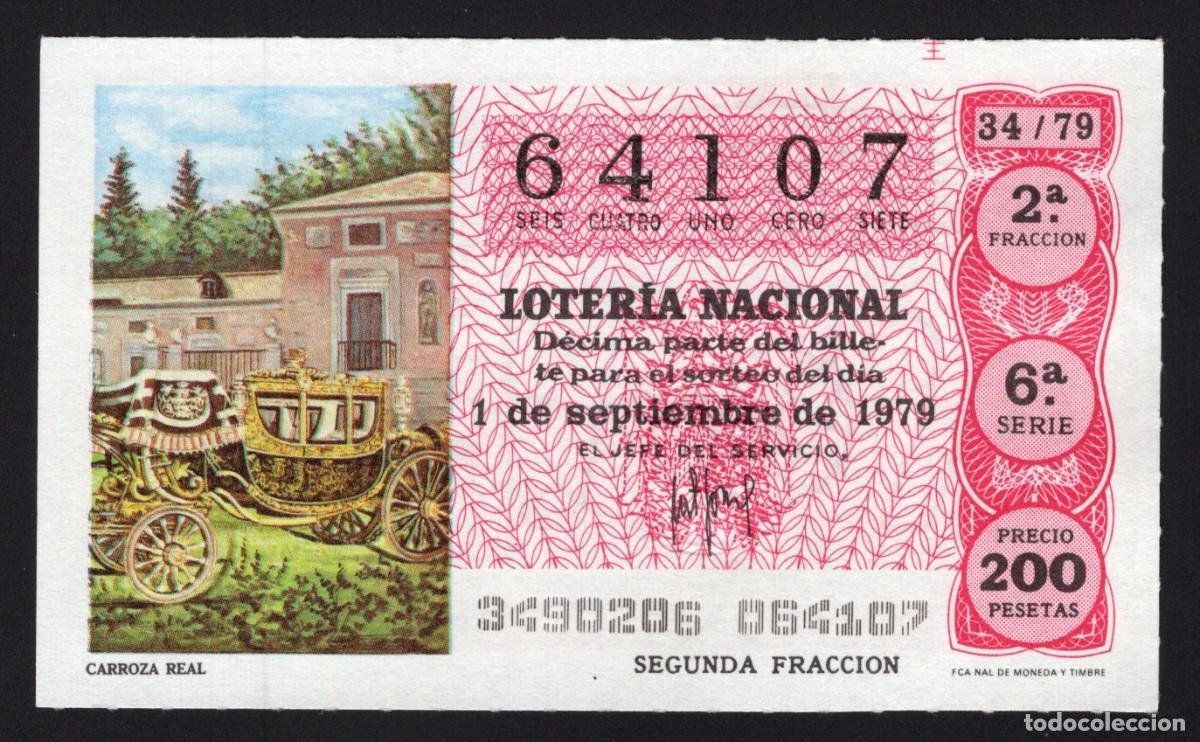 34 / 79
64107
SEIS CUATRO UNO CERO SIETE
2ª.
FRACCION
LOTERÍA NACIONAL
Décima parte del bille-
te para el sorteo del día
1 de septiembre de 1979
EL JEFE DEL SERVICIO,
6ª
SERIE
PRECIO
200
PESETAS
3490206 064107
SEGUNDA FRACCION
CARROZA REAL
FCA NAL DE MONEDA Y TIMBRE
todocoleccion